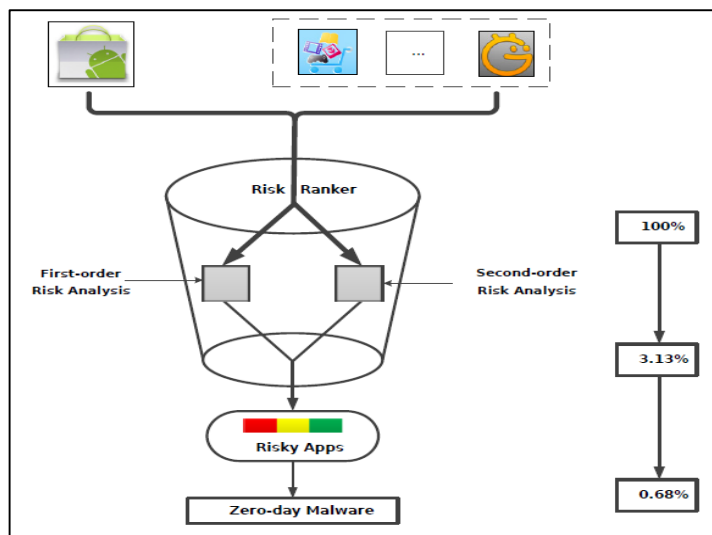 ...
Risk Ranker
100%
First-order
Risk Analysis
Second-order
Risk Analysis
3.13%
Risky Apps
Zero-day Malware
0.68%